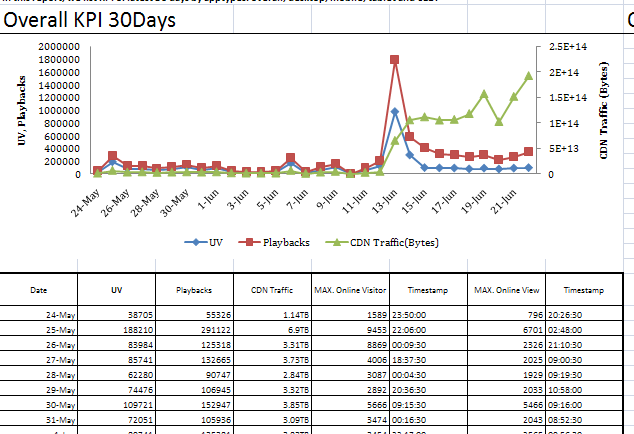 Overall KPI 30Days
2000000 2.5E+14
1800000
1600000 2E+14
1400000
1200000 1.5E+14
1000000
800000 1E+14
600000
400000 5E+13
200000
0 0
UV, Playbacks
CDN Traffic (Bytes)
24-May 26-May 28-May 30-May 1-Jun 3-Jun 5-Jun 7-Jun 9-Jun 11-Jun 13-Jun 15-Jun 17-Jun 19-Jun 21-Jun
UV Playbacks CDN Traffic(Bytes)
Date UV Playbacks CDN Traffic MAX. Online Visitor Timestamp MAX. Online View Timestamp
24-May 38705 55326 1.14TB 1589 23:50:00 796 20:26:30
25-May 188210 291122 6.9TB 9453 22:06:00 6701 02:48:00
26-May 83984 125318 3.31TB 8869 00:09:30 2326 21:10:30
27-May 85741 132665 3.73TB 4006 18:37:30 2025 09:00:30
28-May 62280 90747 2.84TB 3087 00:04:30 1929 09:19:30
29-May 74476 106945 3.32TB 2892 20:36:30 2033 10:58:00
30-May 109721 152947 3.85TB 5666 09:15:30 5466 09:16:00
31-May 72051 105936 3.09TB 3474 00:16:30 2043 08:52:30